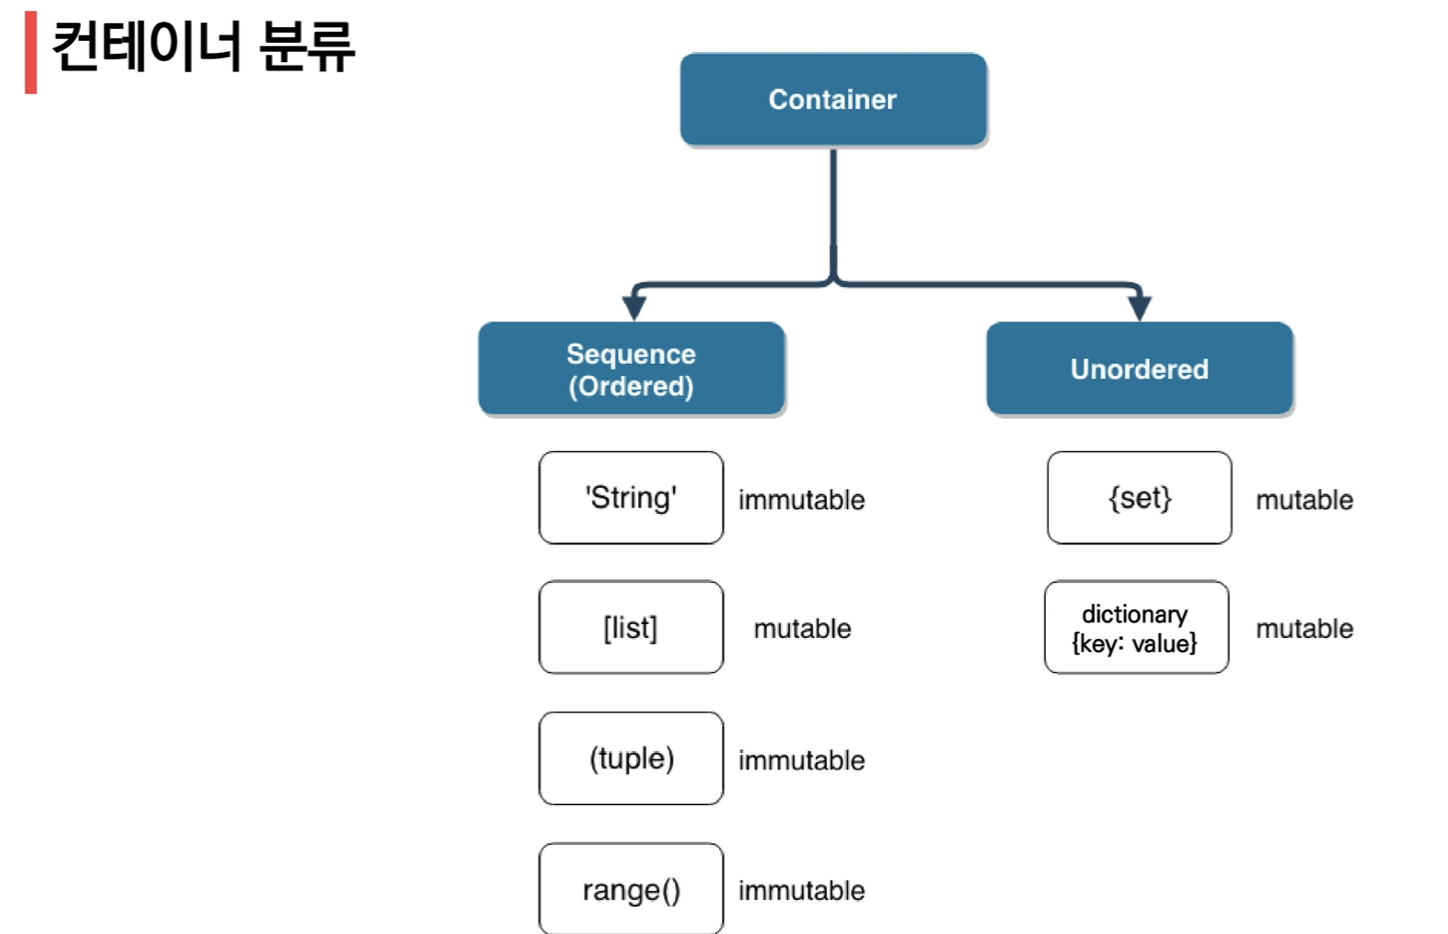 컨테이너 분류
Container
Sequence
(Ordered)
Unordered
'String'
immutable
{set}
mutable
[list]
mutable
dictionary
{key: value}
mutable
(tuple)
immutable
range()
immutable